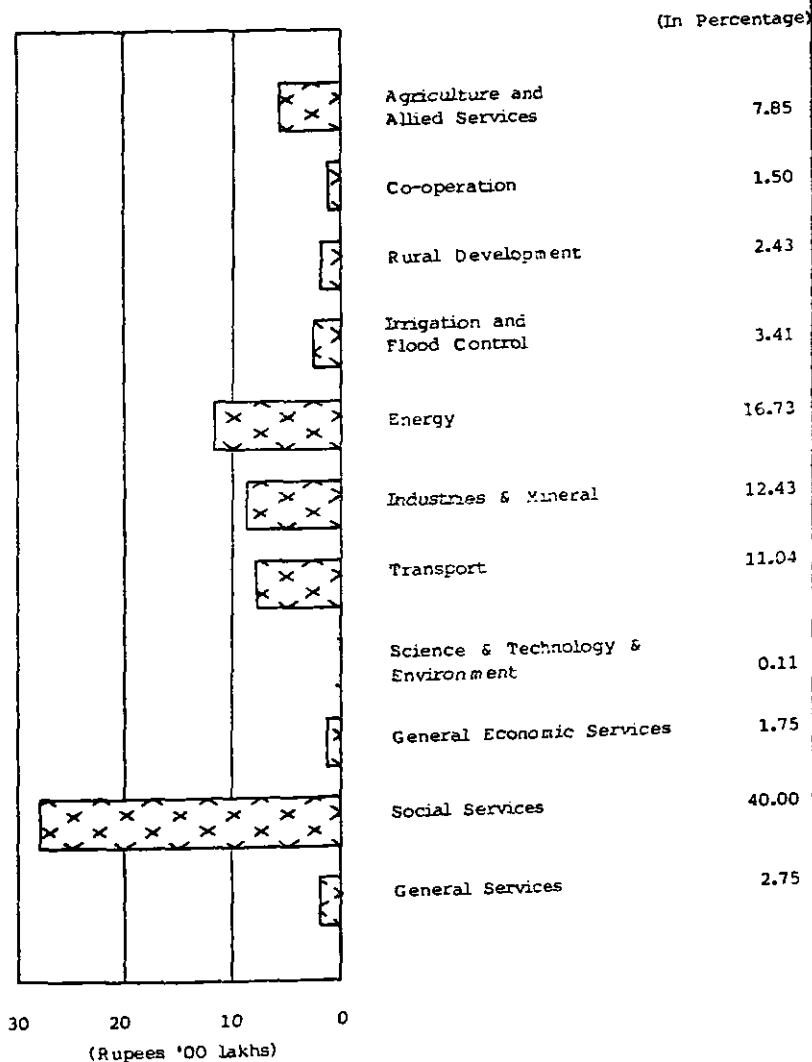 (In Percentage)
Agriculture and
Allied Services 7.85
Co-operation 1.50
Rural Development 2.43
Irrigation and
Flood Control 3.41
Energy 16.73
Industries & Mineral 12.43
Transport 11.04
Science & Technology &
Environment 0.11
General Economic Services 1.75
Social Services 40.00
General Services 2.75
30 20 10 0
(Rupees '00 lakhs)